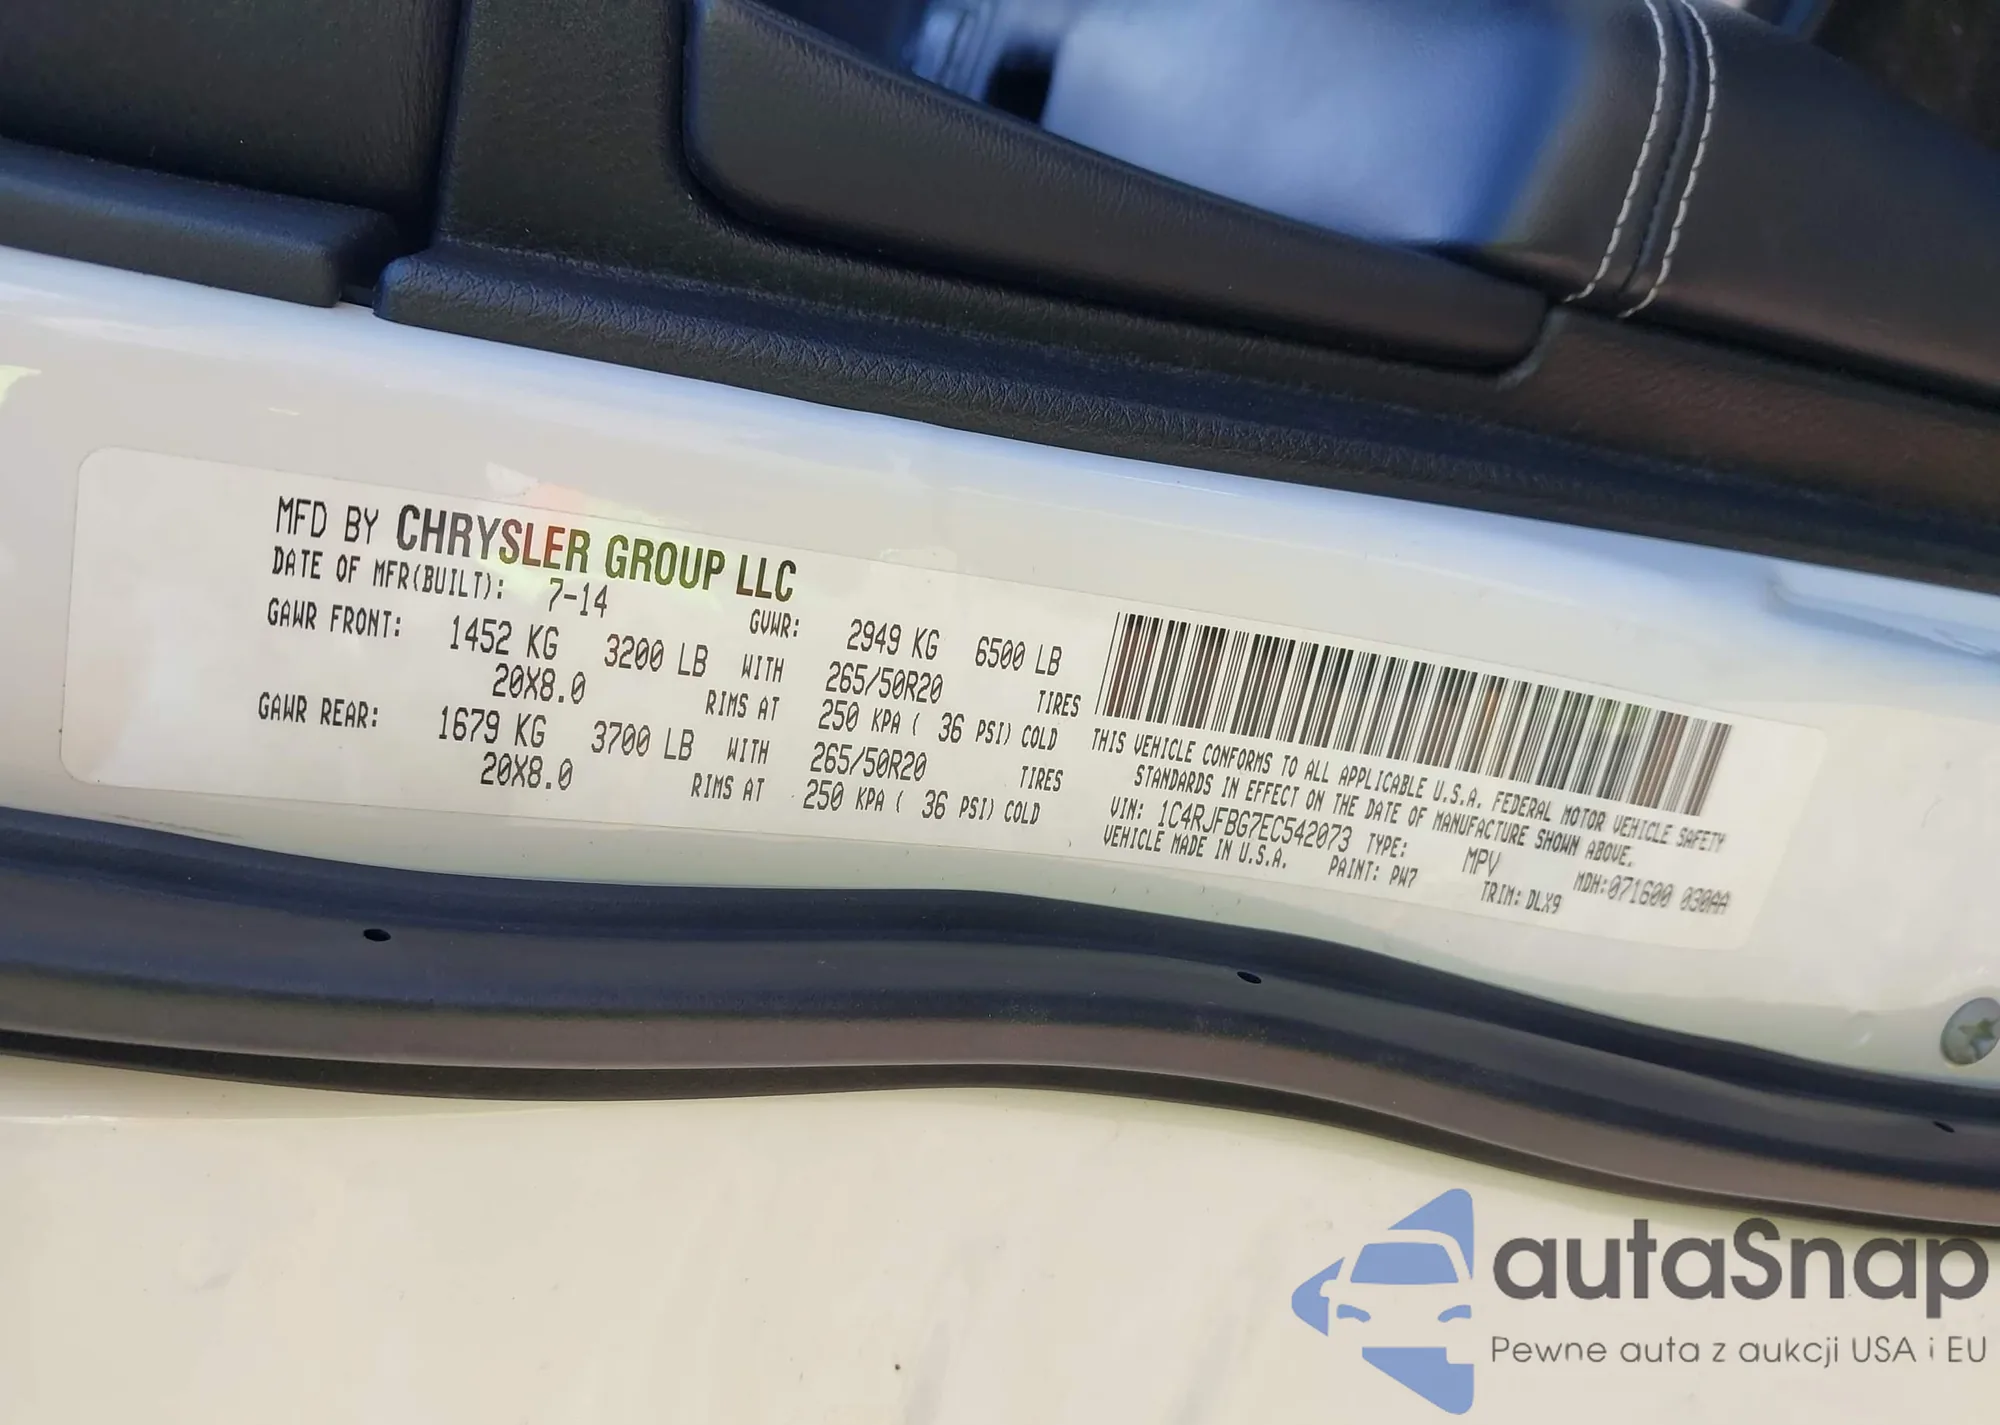 MFD BY CHRYSLER GROUP LLC
DATE OF MFR(BUILT): 7-14 GVWR: 2949 KG 6500 LB
GAWR FRONT: 1452 KG 3200 LB WITH 265/50R20 TIRES
20X8.0 RIMS AT 250 KPA ( 36 PSI) COLD
GAWR REAR: 1679 KG 3700 LB WITH 265/50R20 TIRES
20X8.0 RIMS AT 250 KPA ( 36 PSI) COLD
THIS VEHICLE CONFORMS TO ALL APPLICABLE U.S.A. FEDERAL MOTOR VEHICLE SAFETY
STANDARDS IN EFFECT ON THE DATE OF MANUFACTURE SHOWN ABOVE.
VIN: 1C4RJFBG7EC542073 TYPE: MPV MDH:071600 030AA
VEHICLE MADE IN U.S.A. PAINT: PW7 TRIM: DLX9
autaSnap
Pewne auta z aukcji USA i EU